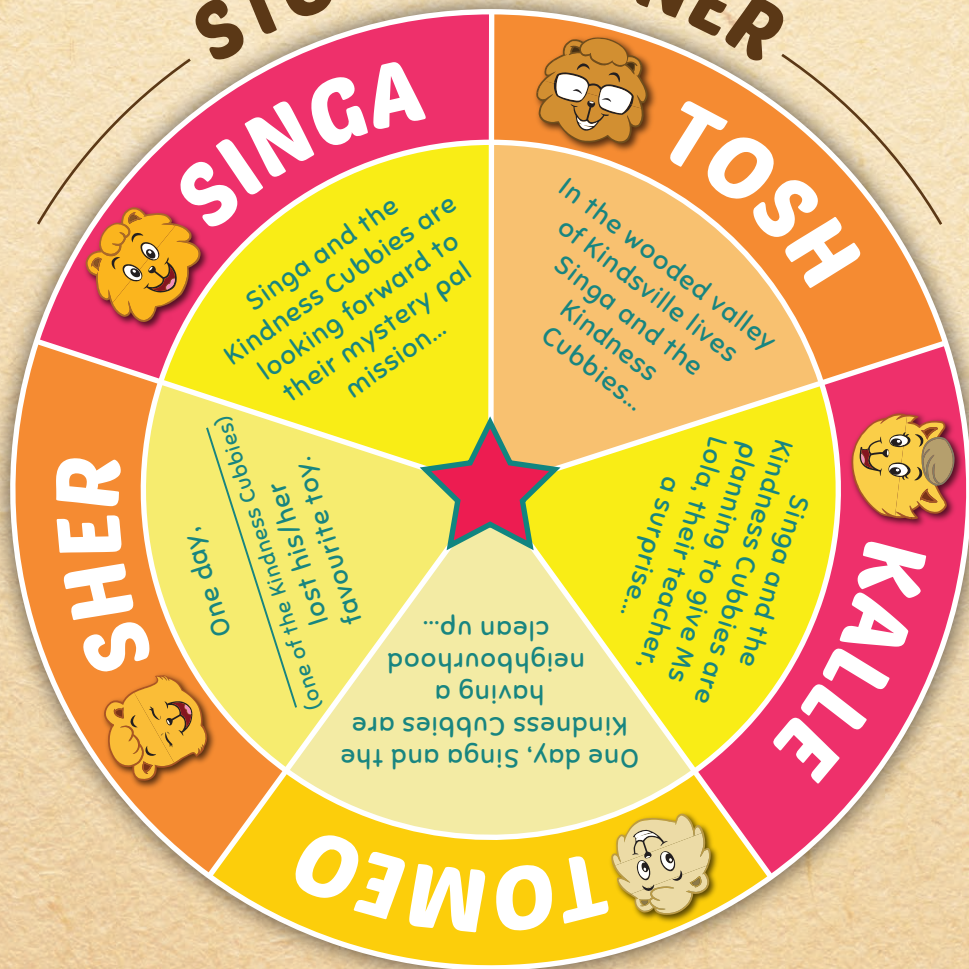 SINGA
Singa and the
Kindness Cubbies are
looking forward to
their mystery pal
mission...
TOSH
In the wooded valley
of Kindsville lives
Singa and the
Kindness
Cubbies...
KALLE
Singa and the
Kindness Cubbies are
planning to give Ms
Lola, their teacher,
a surprise...
TOMEO
One day, Singa and the
Kindness Cubbies are
having a
neighbourhood
clean up...
SHER
One day,
(one of the Kindness Cubbies)
lost his/her
favourite toy.